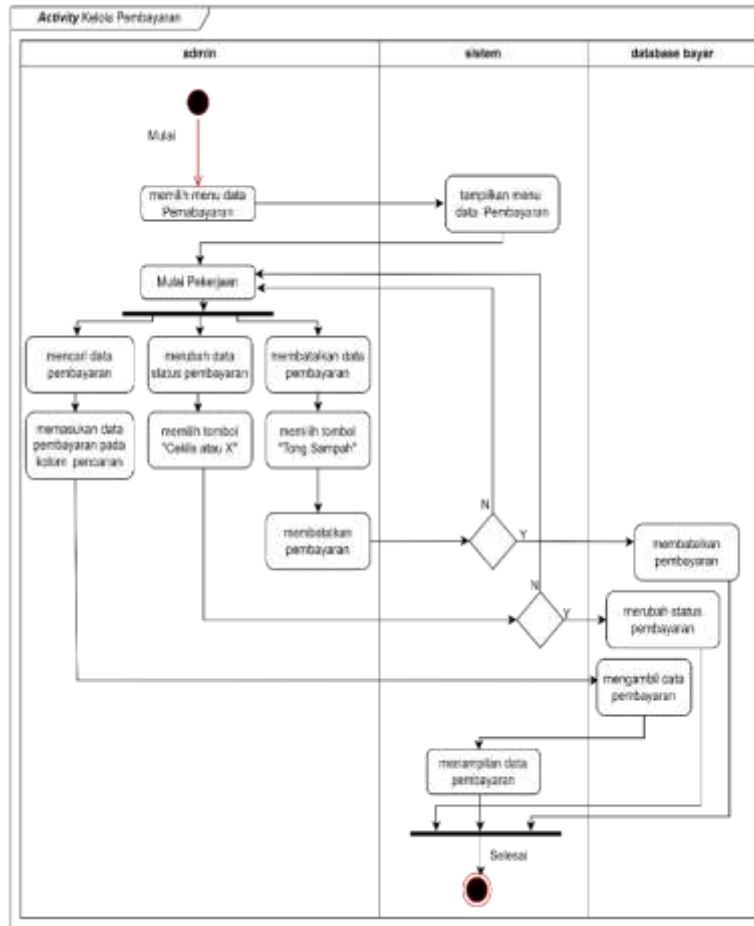 Activity Kelola Pembayaran
admin
sistem
database bayar
Mulai
memilih menu data
Pemabayaran
tampilkan menu
data Pembayaran
Mulai Pekerjaan
mencari data
pembayaran
merubah data
status pembayaran
membatalkan data
pembayaran
memasukan data
pembayaran pada
kolom pencarian
memilih tombol
"Ceklis atau X"
memilih tombol
"Tong Sampah"
membatalkan
pembayaran
N
Y
membatalkan
pembayaran
N
Y
merubah status
pembayaran
mengambil data
pembayaran
menampilan data
pembayaran
Selesai